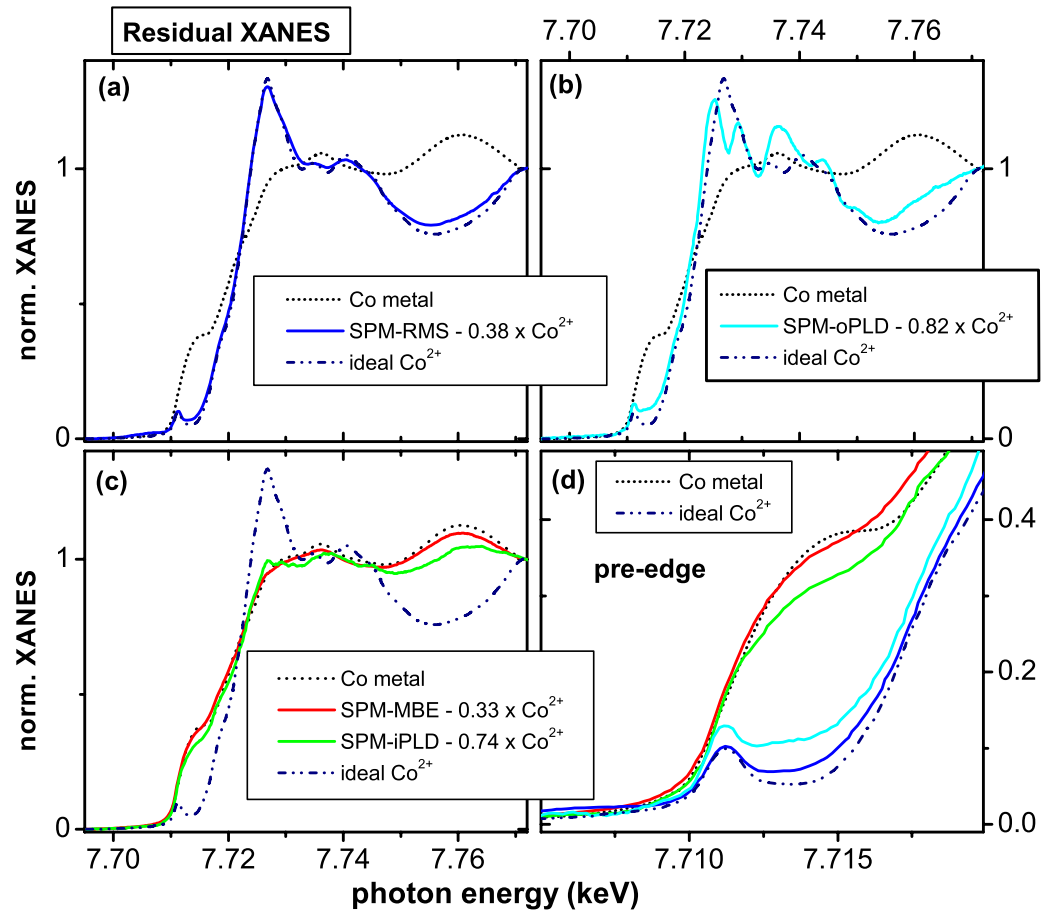 Residual XANES
7.70 7.72 7.74 7.76
(a)
1
norm. XANES
Co metal
SPM-RMS - 0.38 x Co²⁺
ideal Co²⁺
0
(b)
1
Co metal
SPM-oPLD - 0.82 x Co²⁺
ideal Co²⁺
0
(c)
1
norm. XANES
Co metal
SPM-MBE - 0.33 x Co²⁺
SPM-iPLD - 0.74 x Co²⁺
ideal Co²⁺
0
7.70 7.72 7.74 7.76
(d)
Co metal
ideal Co²⁺
pre-edge
0.4
0.2
0.0
7.710 7.715
photon energy (keV)